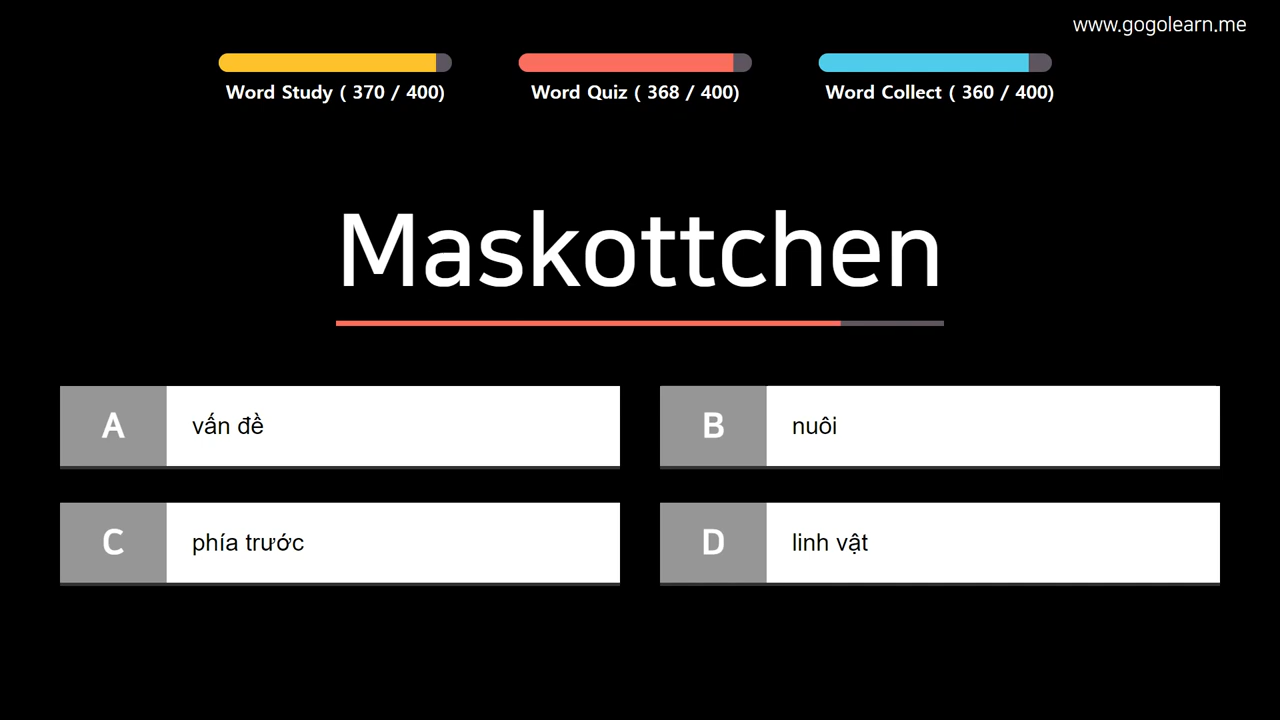 www.gogolearn.me
Word Study ( 370 / 400)
Word Quiz ( 368 / 400)
Word Collect ( 360 / 400)
Maskottchen
A vấn đề
B nuôi
C phía trước
D linh vật